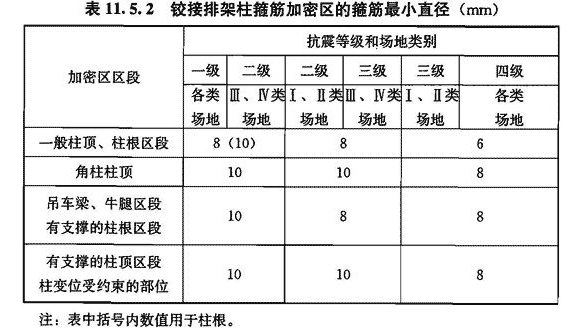 表 11.5.2 铰接排架柱箍筋加密区的箍筋最小直径（mm）
加密区区段 抗震等级和场地类别
一级 二级 二级 三级 三级 四级
各类 Ⅲ、Ⅳ类 Ⅰ、Ⅱ类 Ⅲ、Ⅳ类 Ⅰ、Ⅱ类 各类
场地 场地 场地 场地 场地 场地
一般柱顶、柱根区段 8（10） 8 6
角柱柱顶 10 10 8
吊车梁、牛腿区段
有支撑的柱根区段 10 8 8
有支撑的柱顶区段
柱变位受约束的部位 10 10 8
注：表中括号内数值用于柱根。